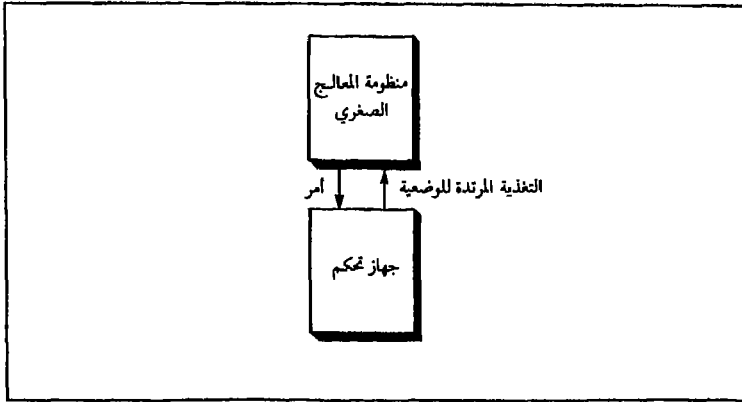 منظومة المعالج
الصغري
أمر
التغذية المرتدة للوضعية
جهاز تحكم